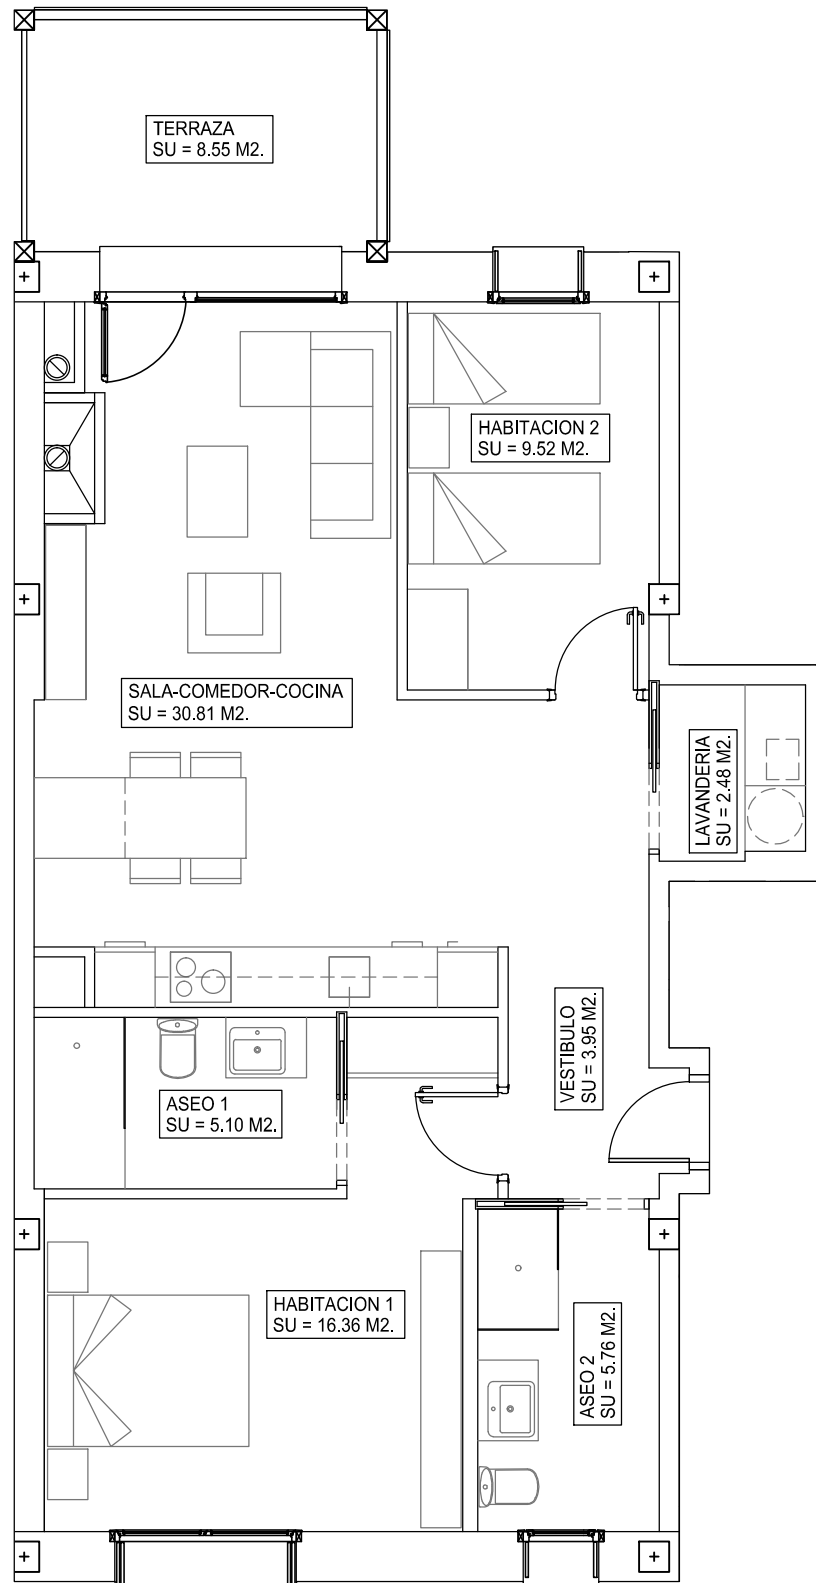 TERRAZA
SU = 8.55 M2.
HABITACION 2
SU = 9.52 M2.
SALA-COMEDOR-COCINA
SU = 30.81 M2.
LAVANDERIA
SU = 2.48 M2.
VESTIBULO
SU = 3.95 M2.
ASEO 1
SU = 5.10 M2.
HABITACION 1
SU = 16.36 M2.
ASEO 2
SU = 5.76 M2.